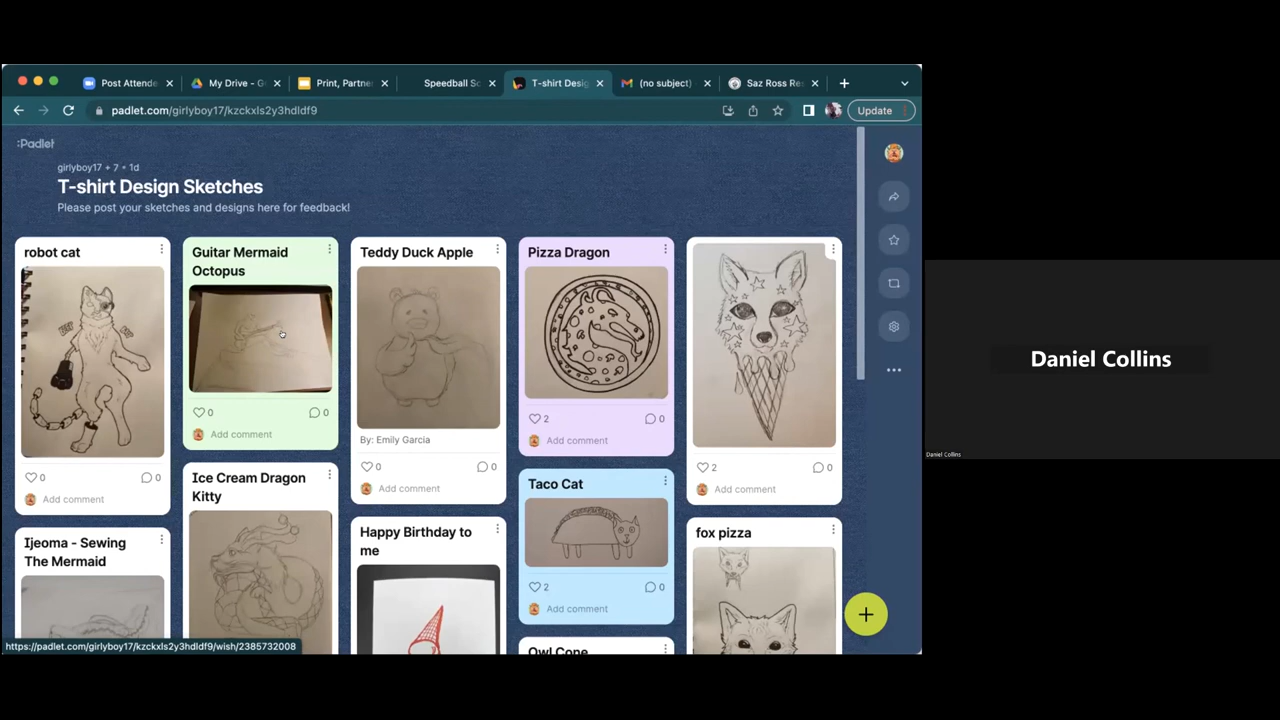 Post Attende
My Drive - G
Print, Partner
Speedball Sc
T-shirt Desig
(no subject)
Saz Ross Res
padlet.com/girlyboy17/kzckxls2y3hdldf9
Update
:Padlet
girlyboy17 + 7 • 1d
T-shirt Design Sketches
Please post your sketches and designs here for feedback!
robot cat
0
0
Add comment
Ijeoma - Sewing
The Mermaid
Guitar Mermaid
Octopus
0
0
Add comment
Ice Cream Dragon
Kitty
Teddy Duck Apple
By: Emily Garcia
0
0
Add comment
Happy Birthday to
me
Pizza Dragon
2
0
Add comment
Taco Cat
2
0
Add comment
Owl Cone
2
0
Add comment
fox pizza
https://padlet.com/girlyboy17/kzckxls2y3hdldf9/wish/2385732008
Daniel Collins
Daniel Collins